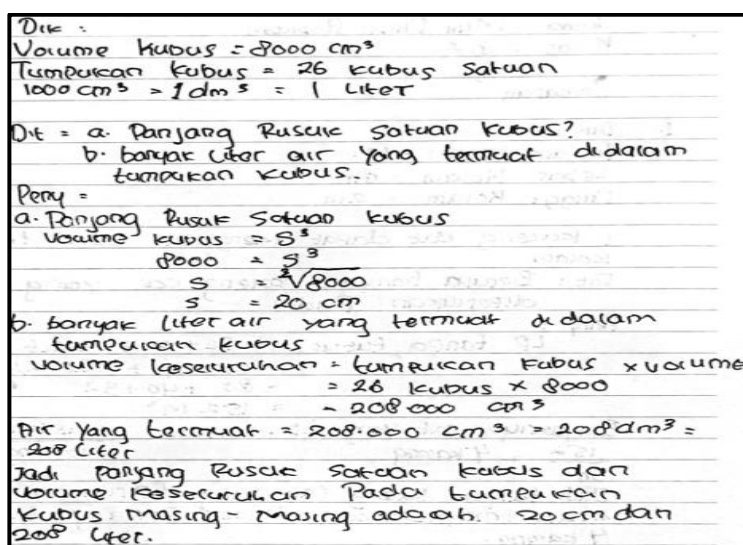 Dik :
Volume kubus = 8000 cm³
Tumpukan kubus = 26 kubus satuan
1000 cm³ = 1 dm³ = 1 Liter
Dit = a. Panjang Rusuk satuan kubus?
b. banyak liter air yang termuat didalam
tumpukan kubus.
Peny =
a. Panjang Rusuk satuan kubus
volume kubus = S³
8000 = S³
s = ³√8000
s = 20 cm
b. banyak liter air yang termuat didalam
tumpukan kubus
volume keseluruhan = tumpukan kubus x volume
= 26 kubus x 8000
= 208.000 cm³
Air yang termuat = 208.000 cm³ = 208 dm³ =
208 liter
Jadi panjang Rusuk satuan kubus dan
volume keseluruhan Pada tumpukan
kubus masing-masing adalah 20 cm dan
208 liter.